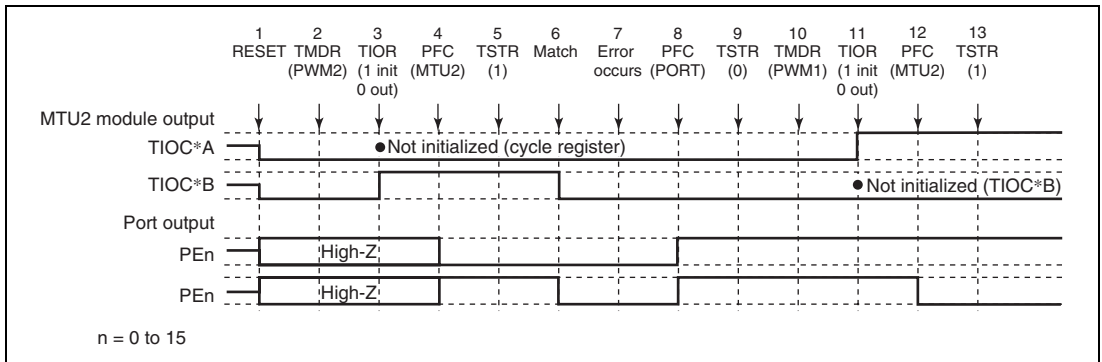 1 2 3 4 5 6 7 8 9 10 11 12 13
RESET TMDR TIOR PFC TSTR Match Error PFC TSTR TMDR TIOR PFC TSTR
(PWM2) (1 init (MTU2) (1) occurs (PORT) (0) (PWM1) (1 init (MTU2) (1)
0 out) 0 out)
MTU2 module output
TIOC*A
●Not initialized (cycle register)
TIOC*B
● Not initialized (TIOC*B)
Port output
PEn
High-Z
PEn
High-Z
n = 0 to 15